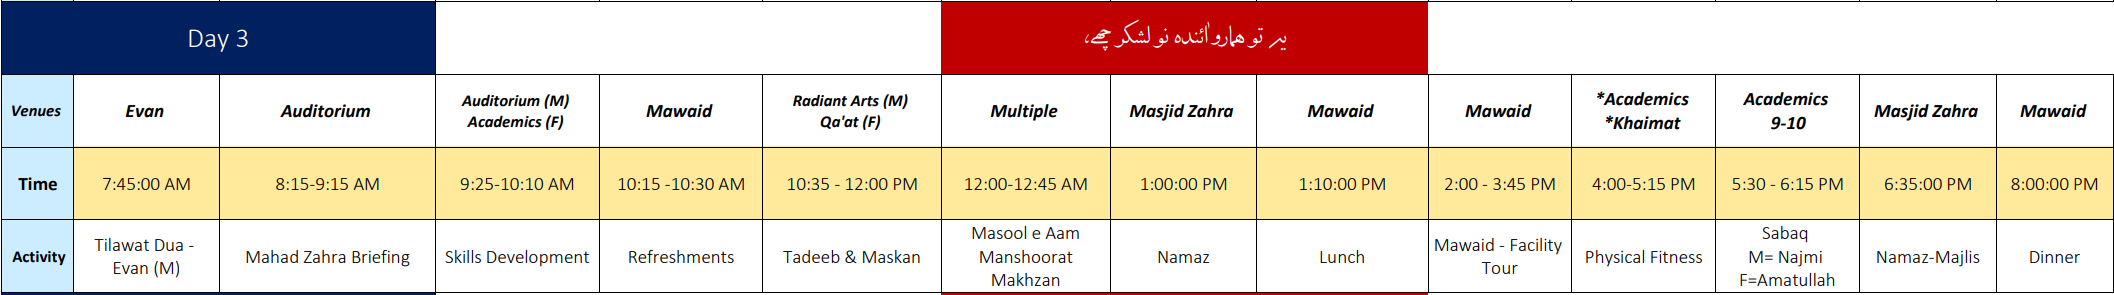 Day 3
یہ تو همارو ائنده نو لشكر چهے،
Venues
Evan
Auditorium
Auditorium (M)
Academics (F)
Mawaid
Radiant Arts (M)
Qa'at (F)
Multiple
Masjid Zahra
Mawaid
Mawaid
*Academics
*Khaimat
Academics
9-10
Masjid Zahra
Mawaid
Time
7:45:00 AM
8:15-9:15 AM
9:25-10:10 AM
10:15 -10:30 AM
10:35 - 12:00 PM
12:00-12:45 AM
1:00:00 PM
1:10:00 PM
2:00 - 3:45 PM
4:00-5:15 PM
5:30 - 6:15 PM
6:35:00 PM
8:00:00 PM
Activity
Tilawat Dua -
Evan (M)
Mahad Zahra Briefing
Skills Development
Refreshments
Tadeeb & Maskan
Masool e Aam
Manshoorat
Makhzan
Namaz
Lunch
Mawaid - Facility
Tour
Physical Fitness
Sabaq
M= Najmi
F=Amatullah
Namaz-Majlis
Dinner